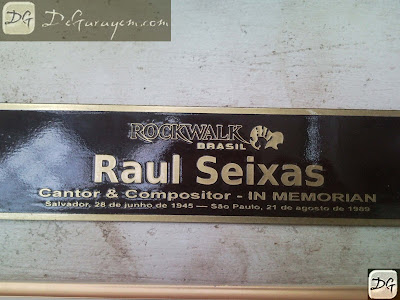 DG DeGaragem.com
ROCKWALK
BRASIL
Raul Seixas
Cantor & Compositor - IN MEMORIAN
Salvador, 28 de junho de 1945 — São Paulo, 21 de agosto de 1989
DG